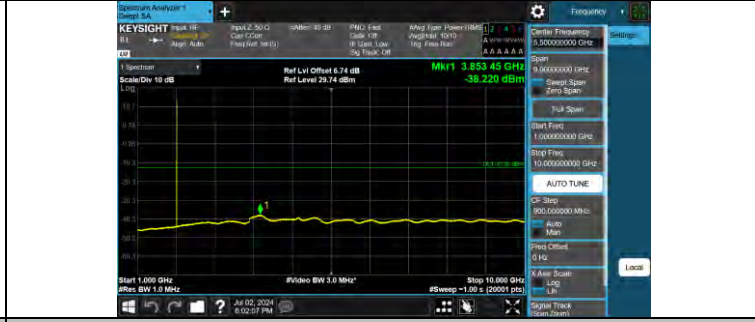 Spectrum Analyzer 1
Swept SA
+
Frequency
KEYSIGHT
Input: RF
Input Z: 50 Ω
#Atten: 40 dB
PNO: Fast
Avg Type: Power (RMS
1 2 3 4 5 6
Align: Auto
Freq Ref: Int (S)
Gate: Off
Avg|Hold: 10/10
IF Gain: Low
Trig: Free Run
Sig Track: Off
A A A A A A
Center Frequency
5.500000000 GHz
Settings
1 Spectrum
Scale/Div 10 dB
Ref Lvl Offset 6.74 dB
Ref Level 29.74 dBm
Mkr1 3.853 45 GHz
-38.220 dBm
Span
9.00000000 GHz
Swept Span
Zero Span
Full Span
Start Freq
1.000000000 GHz
Stop Freq
10.000000000 GHz
AUTO TUNE
CF Step
900.000000 MHz
Auto
Man
Freq Offset
0 Hz
X Axis Scale
Log
Lin
Local
Signal Track
(Span Zoom)
Log
1
Start 1.000 GHz
#Res BW 1.0 MHz
#Video BW 3.0 MHz*
Stop 10.000 GHz
#Sweep ~1.00 s (20001 pts)
Jul 02, 2024
6:02:07 PM